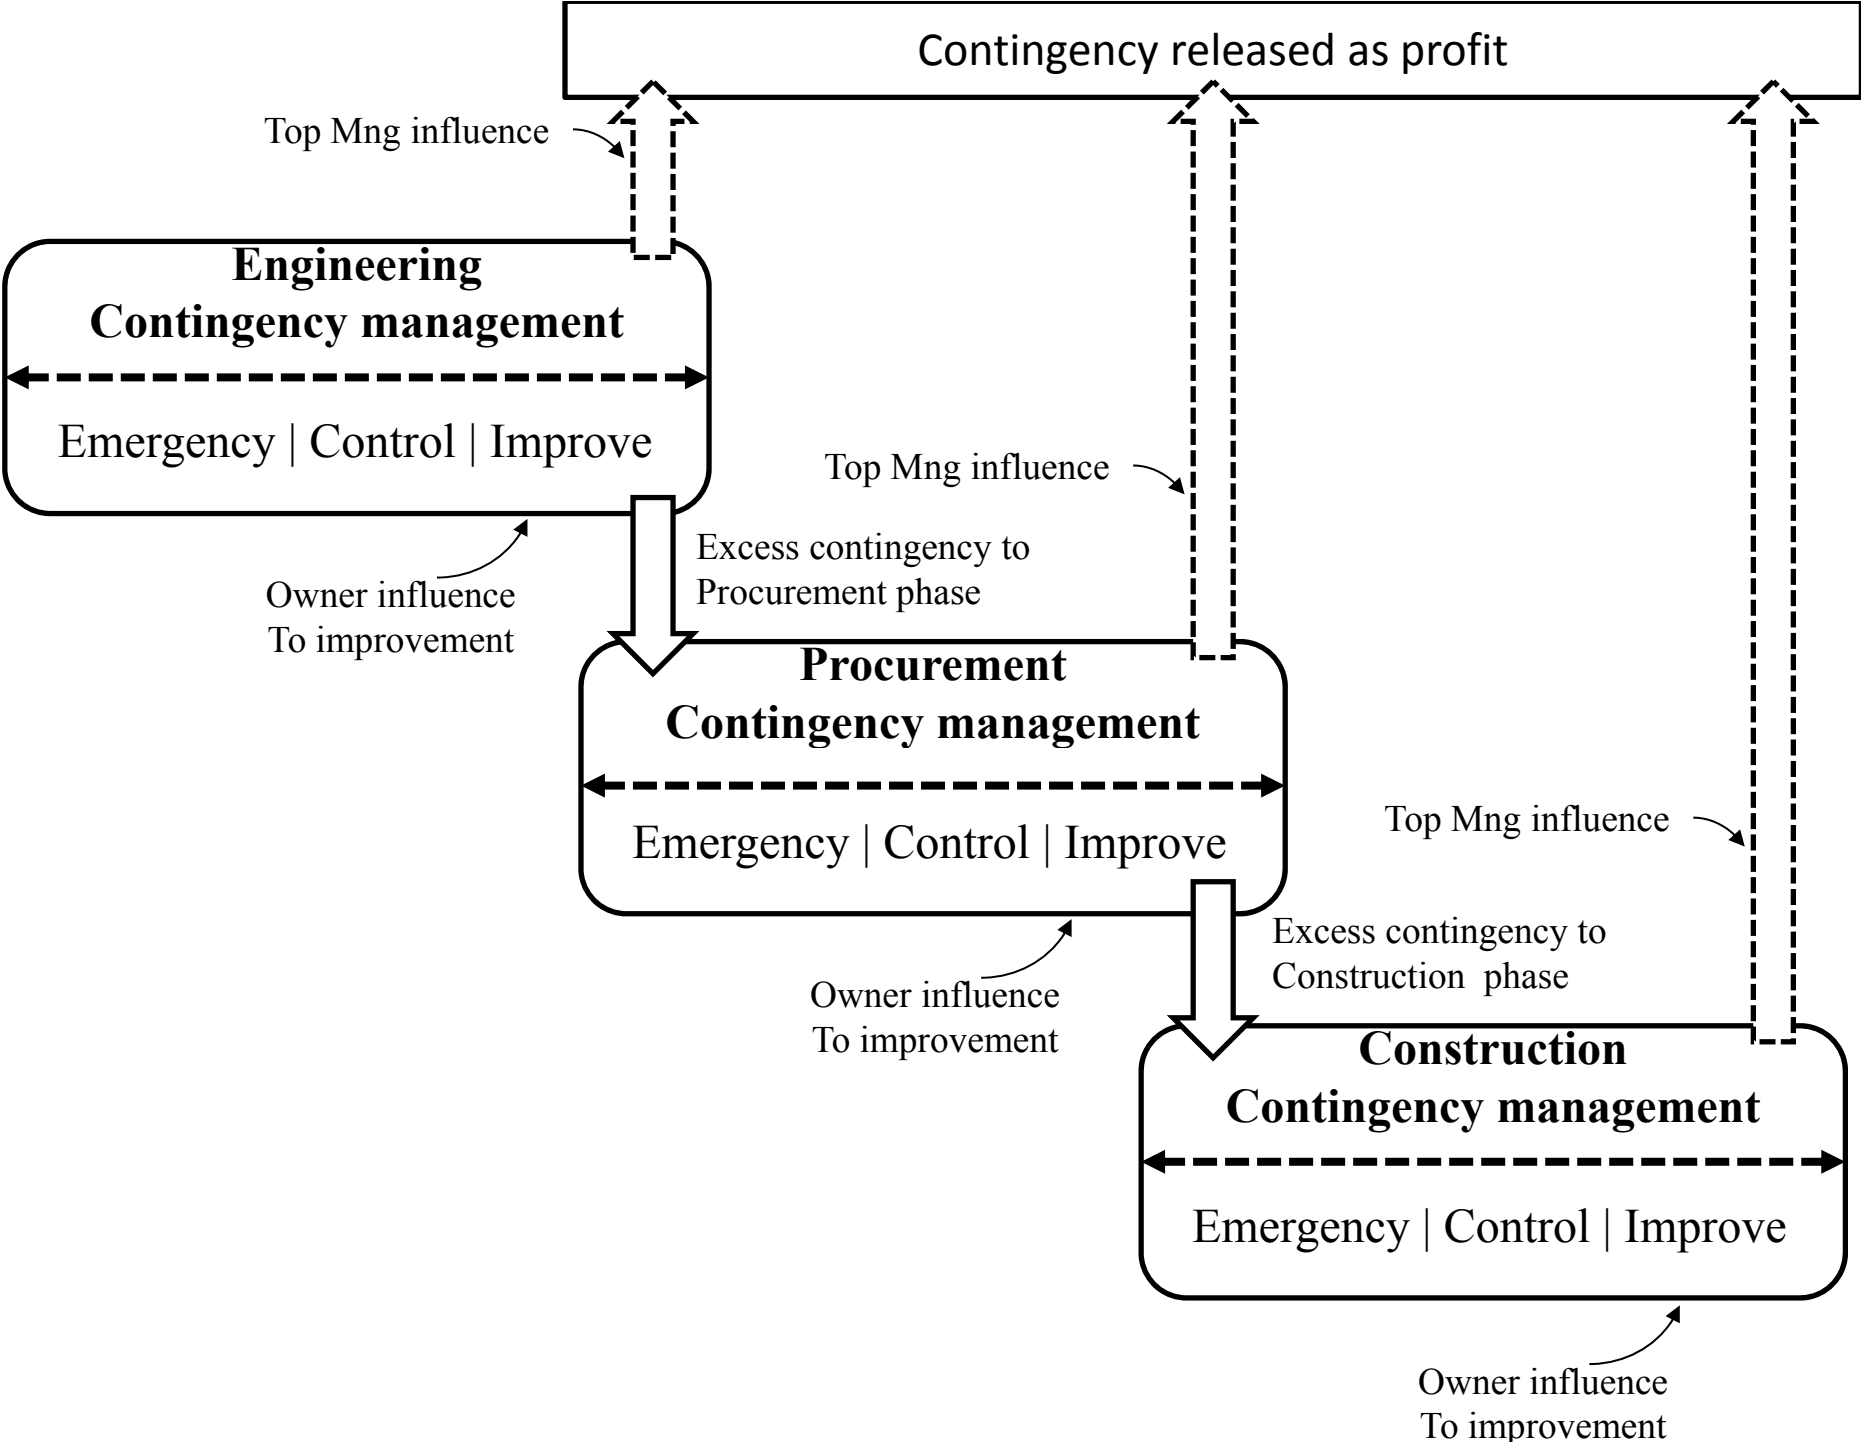 Contingency released as profit
Top Mng influence
Engineering
Contingency management
Emergency | Control | Improve
Top Mng influence
Excess contingency to
Procurement phase
Owner influence
To improvement
Procurement
Contingency management
Emergency | Control | Improve
Top Mng influence
Excess contingency to
Construction phase
Owner influence
To improvement
Construction
Contingency management
Emergency | Control | Improve
Owner influence
To improvement